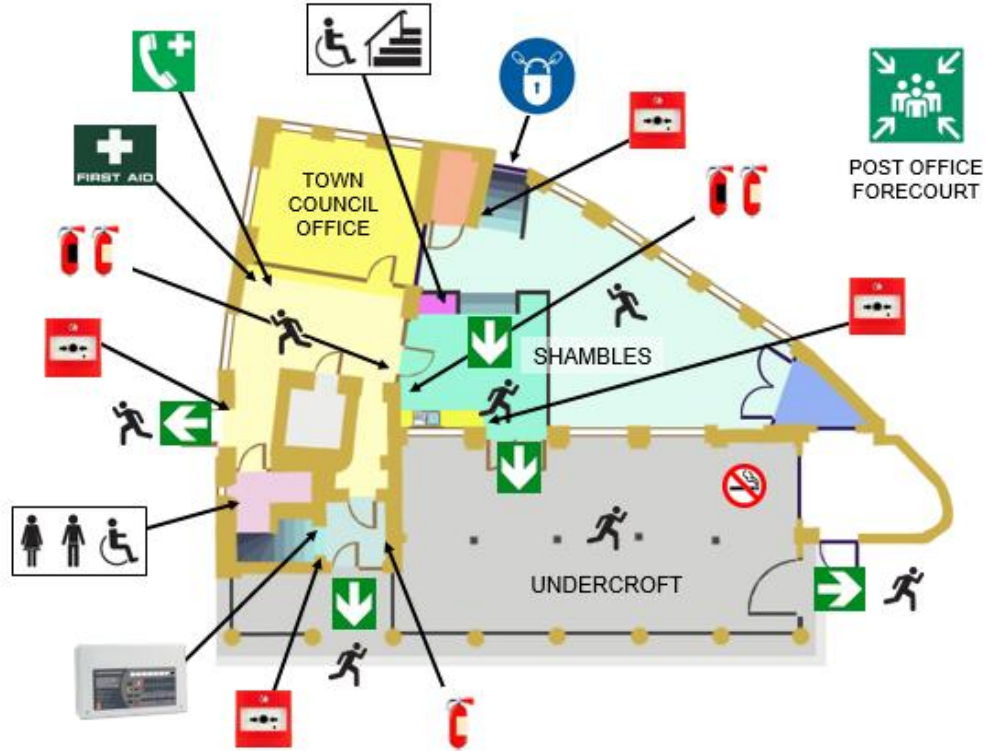 FIRST AID
TOWN
COUNCIL
OFFICE
POST OFFICE
FORECOURT
SHAMBLES
UNDERCROFT